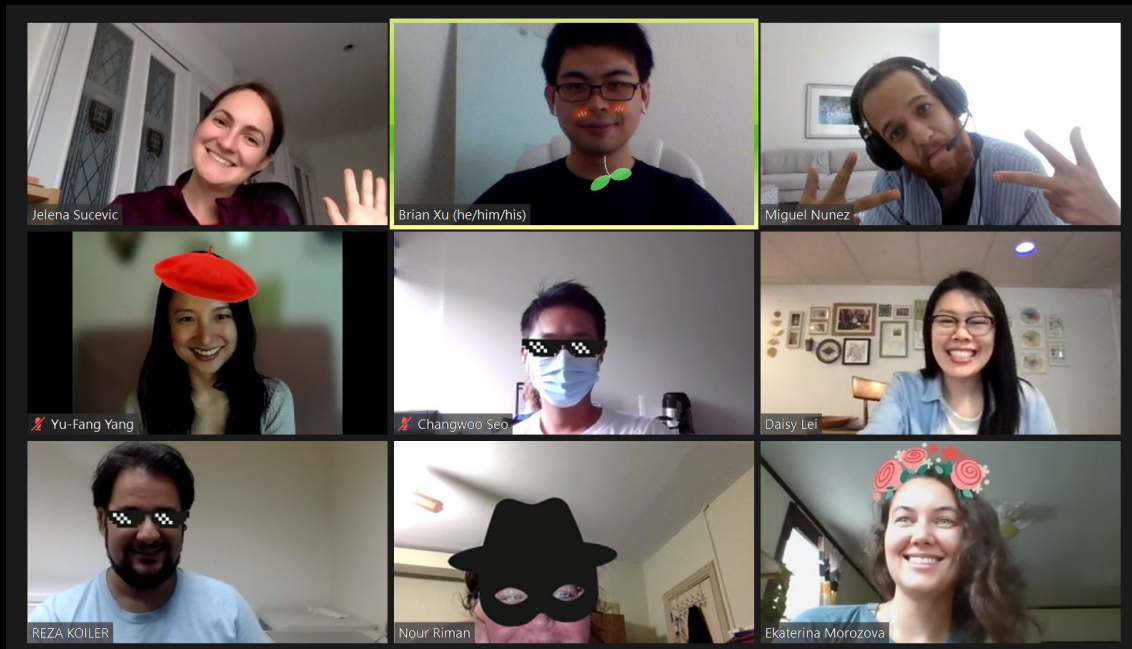 Jelena Sucevic
Brian Xu (he/him/his)
Miguel Nunez
Yu-Fang Yang
Changwoo Seo
Daisy Lei
REZA KOILER
Nour Riman
Ekaterina Morozova